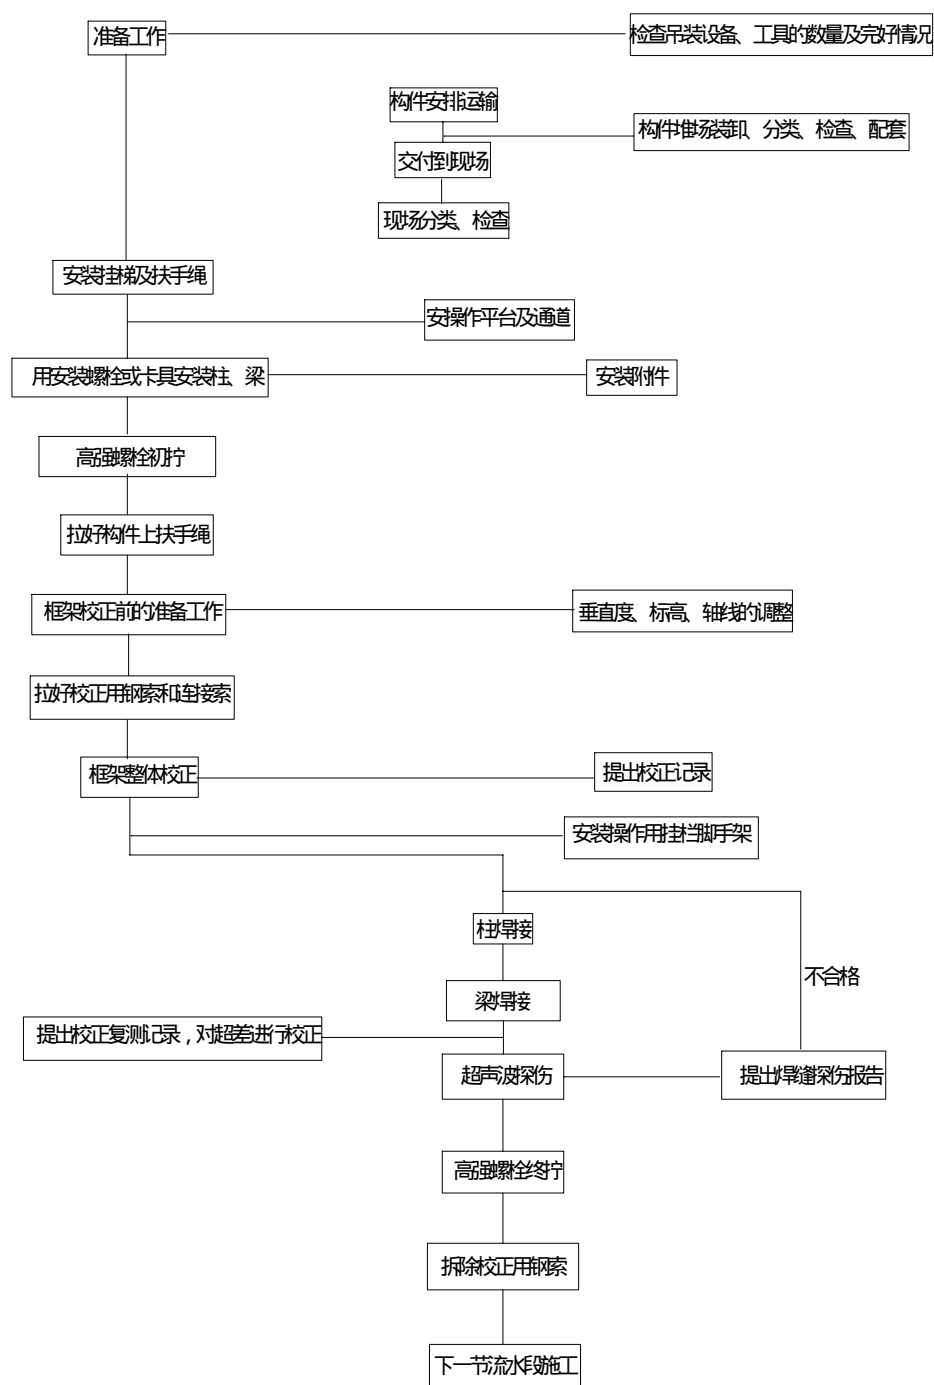 准备工作
检查吊装设备、工具的数量及完好情况
构件安排运输
构件堆场装卸、分类、检查、配套
交付到现场
现场分类、检查
安装挂梯及扶手绳
安操作平台及通道
用安装螺栓或卡具安装柱、梁
安装附件
高强螺栓初拧
拉好构件上扶手绳
框架校正前的准备工作
垂直度、标高、轴线的调整
拉好校正用钢索和连接索
框架整体校正
提出校正记录
安装操作用挂栏脚手架
柱焊接
不合格
梁焊接
提出校正复测记录，对超差进行校正
超声波探伤
提出焊缝探伤报告
高强螺栓终拧
拆除校正用钢索
下一节流水段施工